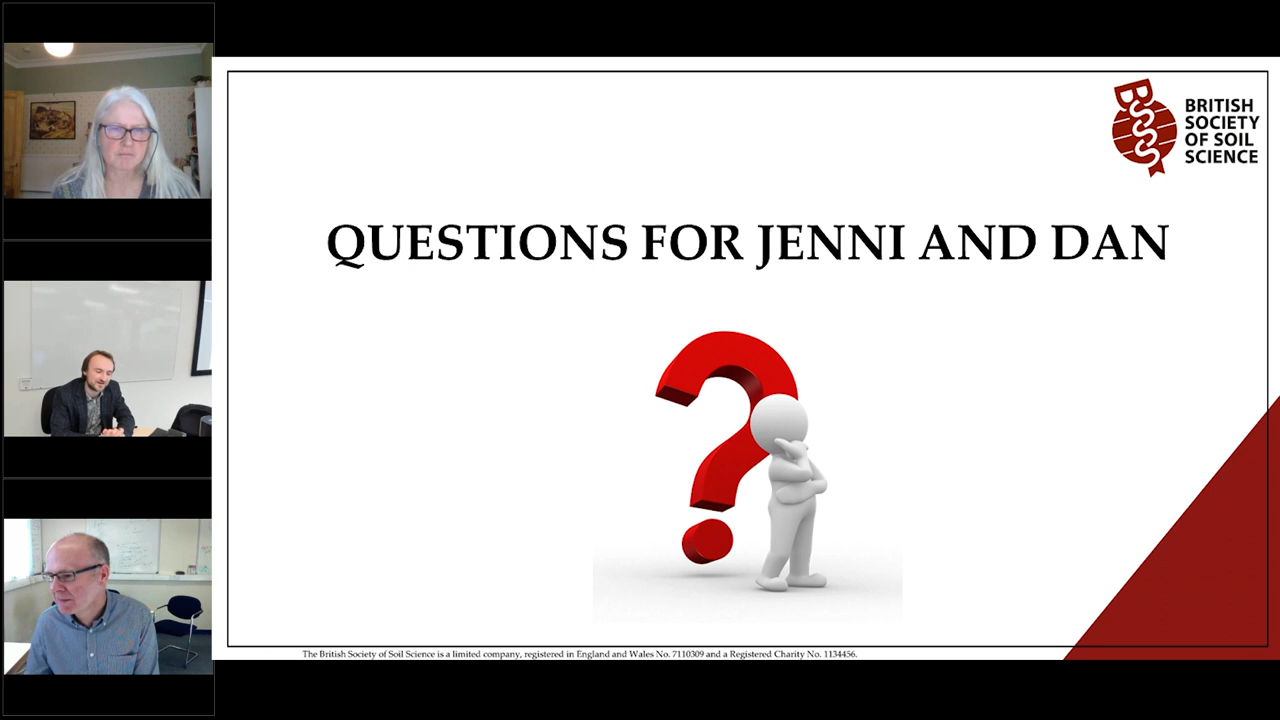 BSSS
BRITISH
SOCIETY
OF SOIL
SCIENCE
QUESTIONS FOR JENNI AND DAN
The British Society of Soil Science is a limited company, registered in England and Wales No. 7110309 and a Registered Charity No. 1134456.